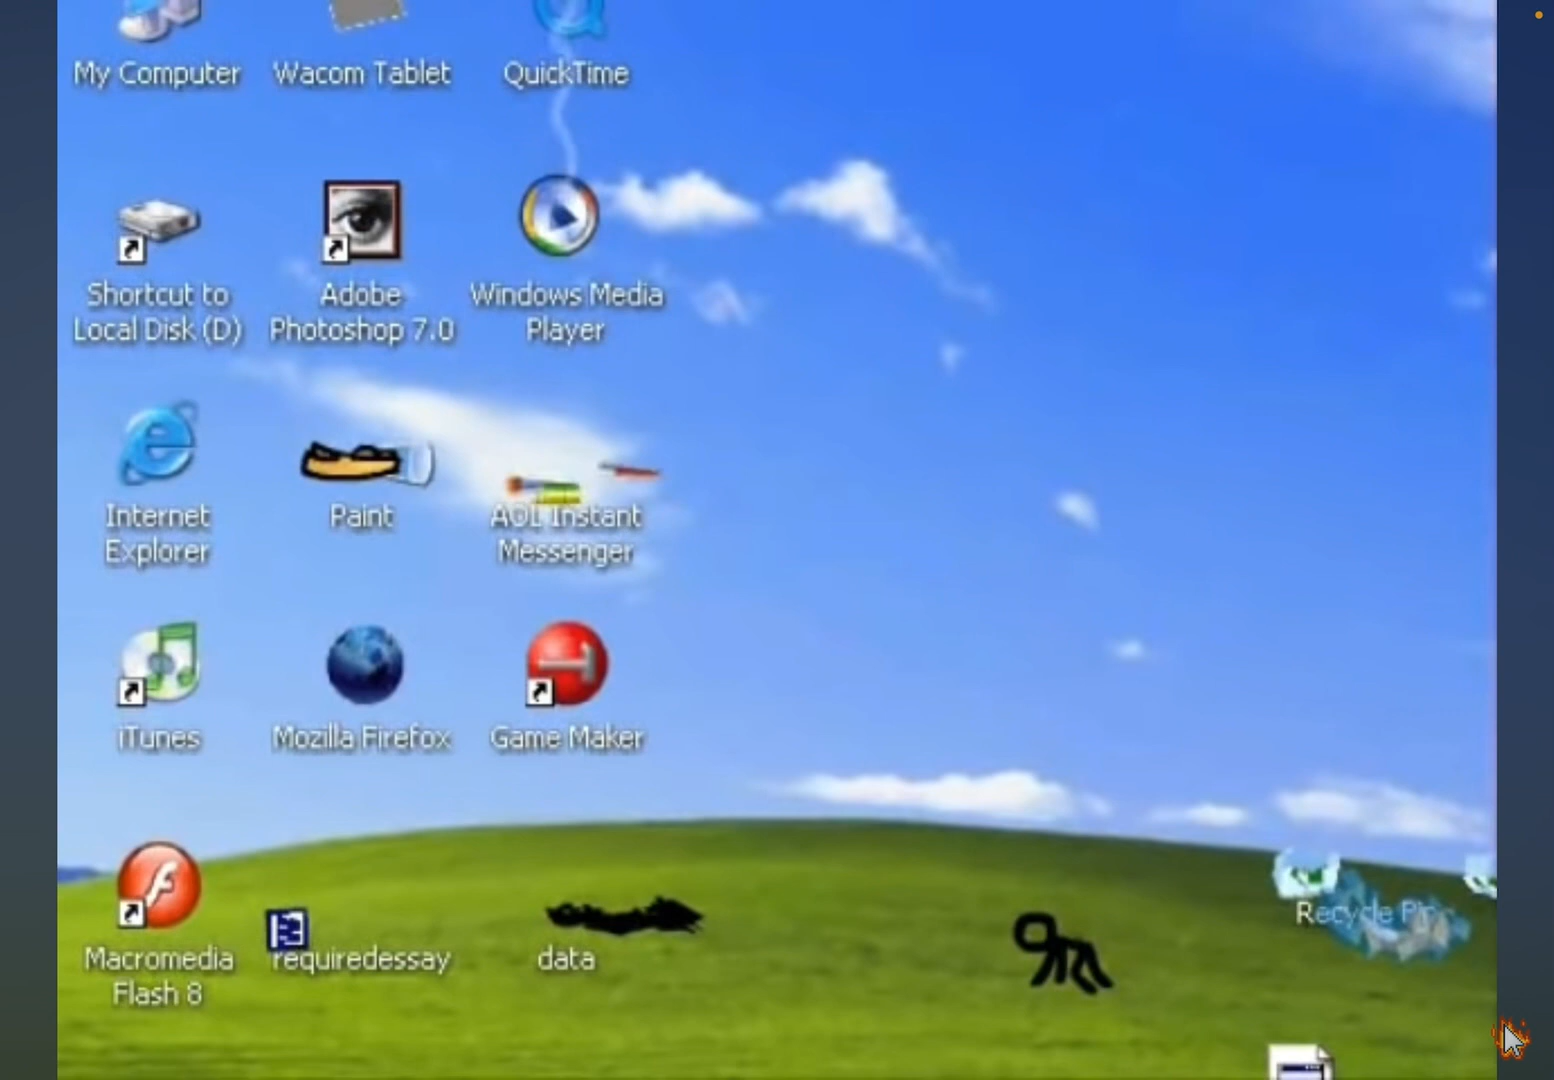 My Computer
Wacom Tablet
QuickTime
Shortcut to
Local Disk (D)
Adobe
Photoshop 7.0
Windows Media
Player
Internet
Explorer
Paint
AOL Instant
Messenger
iTunes
Mozilla Firefox
Game Maker
Macromedia
Flash 8
requiredessay
data
Recycle